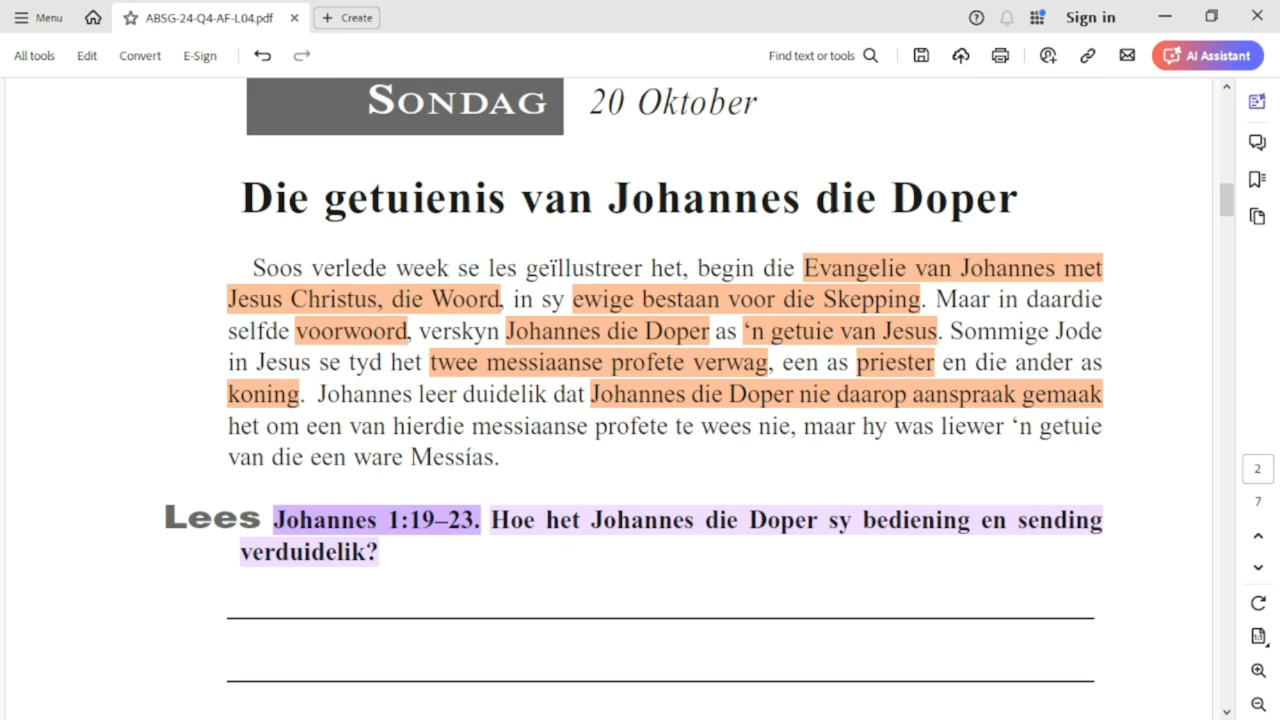 Menu
ABSG-24-Q4-AF-L04.pdf
Create
Sign in
All tools
Edit
Convert
E-Sign
Find text or tools
AI Assistant
SONDAG
20 Oktober
Die getuienis van Johannes die Doper
Soos verlede week se les geïllustreer het, begin die Evangelie van Johannes met
Jesus Christus, die Woord, in sy ewige bestaan voor die Skepping. Maar in daardie
selfde voorwoord, verskyn Johannes die Doper as ‘n getuie van Jesus. Sommige Jode
in Jesus se tyd het twee messiaanse profete verwag, een as priester en die ander as
koning. Johannes leer duidelik dat Johannes die Doper nie daarop aanspraak gemaak
het om een van hierdie messiaanse profete te wees nie, maar hy was liewer ‘n getuie
van die een ware Messías.
Lees Johannes 1:19–23. Hoe het Johannes die Doper sy bediening en sending
verduidelik?
2
7